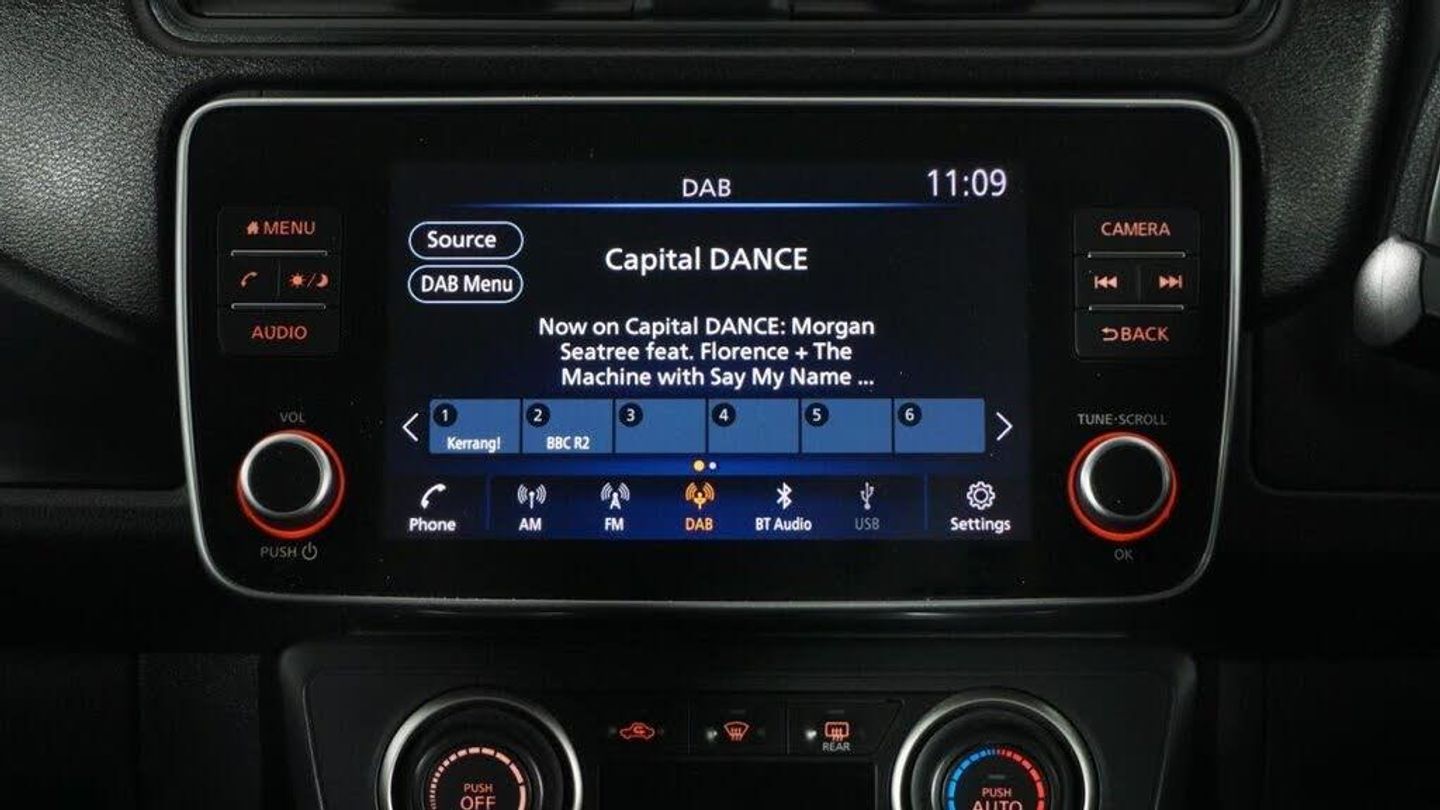 DAB
11:09
MENU
CAMERA
Source
Capital DANCE
DAB Menu
AUDIO
BACK
Now on Capital DANCE: Morgan
Seatree feat. Florence + The
Machine with Say My Name ...
VOL
TUNE·SCROLL
1
2
3
4
5
6
Kerrang!
BBC R2
Phone
AM
FM
DAB
BT Audio
USB
Settings
PUSH
OK
REAR
PUSH
OFF
PUSH
AUTO